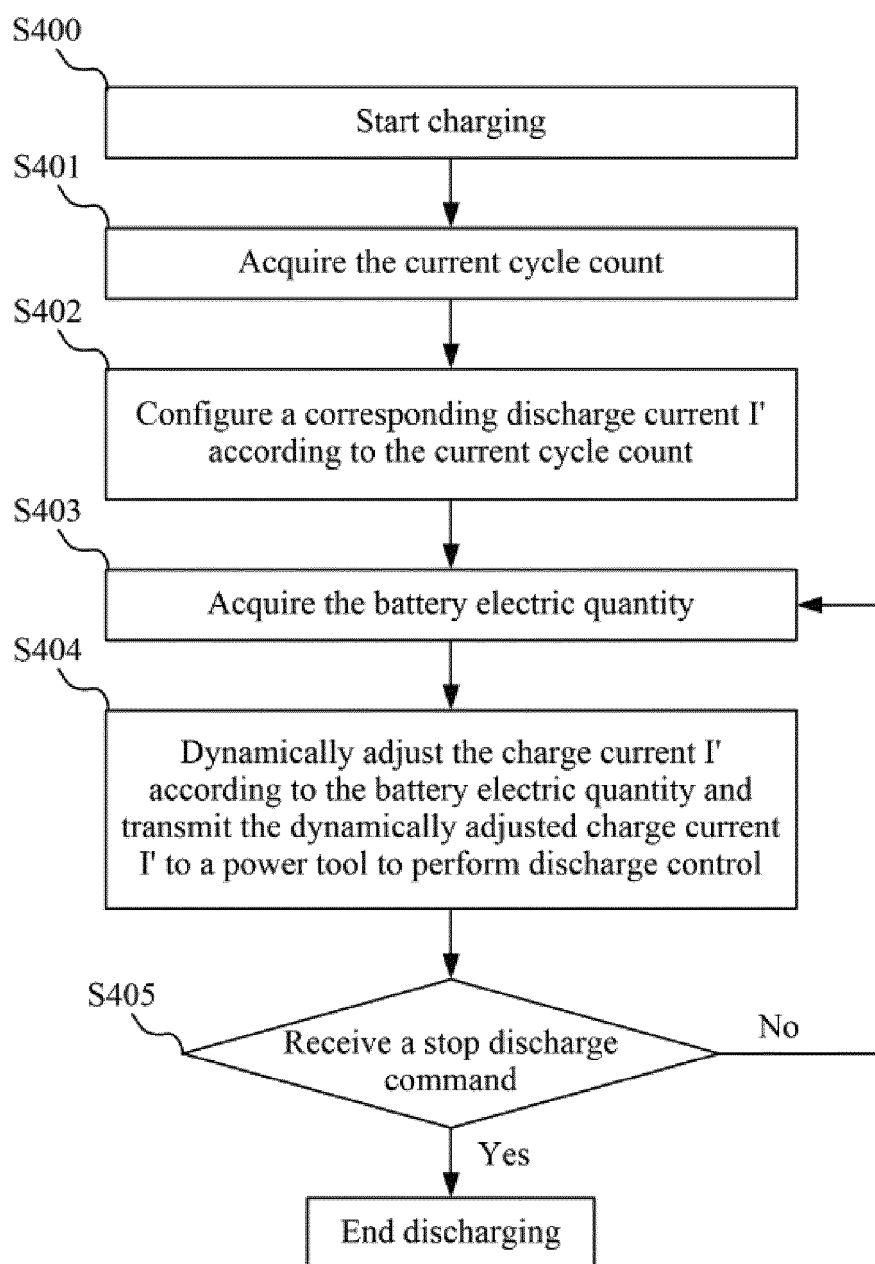 S400
Start charging
S401
Acquire the current cycle count
S402
Configure a corresponding discharge current I'
according to the current cycle count
S403
Acquire the battery electric quantity
S404
Dynamically adjust the charge current I'
according to the battery electric quantity and
transmit the dynamically adjusted charge current
I' to a power tool to perform discharge control
S405
Receive a stop discharge
command
No
Yes
End discharging